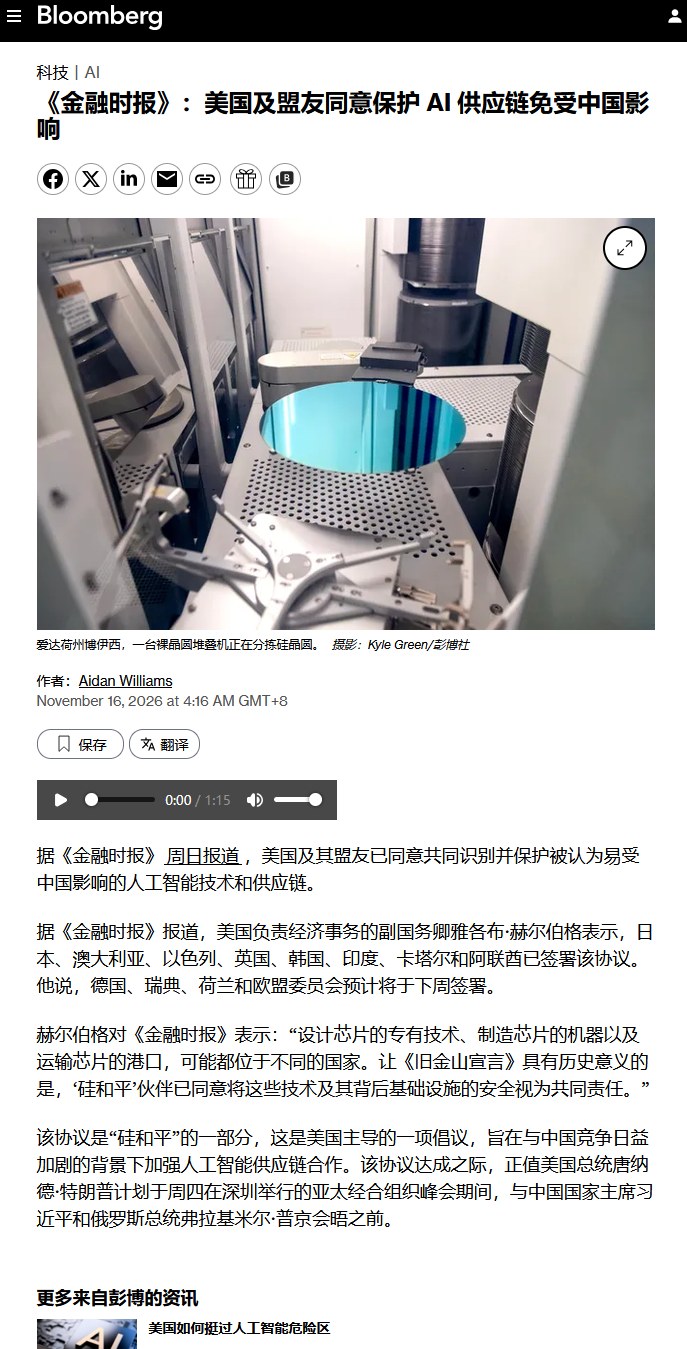 Bloomberg
科技 | AI
《金融时报》：美国及盟友同意保护 AI 供应链免受中国影
响
爱达荷州博伊西，一台裸晶圆堆叠机正在分拣硅晶圆。 摄影：Kyle Green/彭博社
作者：Aidan Williams
November 16, 2026 at 4:16 AM GMT+8
保存 翻译
0:00 / 1:15
据《金融时报》周日报道，美国及其盟友已同意共同识别并保护被认为易受
中国影响的人工智能技术和供应链。
据《金融时报》报道，美国负责经济事务的副国务卿雅各布·赫尔伯格表示，日
本、澳大利亚、以色列、英国、韩国、印度、卡塔尔和阿联酋已签署该协议。
他说，德国、瑞典、荷兰和欧盟委员会预计将于下周签署。
赫尔伯格对《金融时报》表示：“设计芯片的专有技术、制造芯片的机器以及
运输芯片的港口，可能都位于不同的国家。让《旧金山宣言》具有历史意义的
是，‘硅和平’伙伴已同意将这些技术及其背后基础设施的安全视为共同责任。”
该协议是“硅和平”的一部分，这是美国主导的一项倡议，旨在与中国竞争日益
加剧的背景下加强人工智能供应链合作。该协议达成之际，正值美国总统唐纳
德·特朗普计划于周四在深圳举行的亚太经合组织峰会期间，与中国国家主席习
近平和俄罗斯总统弗拉基米尔·普京会晤之前。
更多来自彭博的资讯
美国如何挺过人工智能危险区
AI